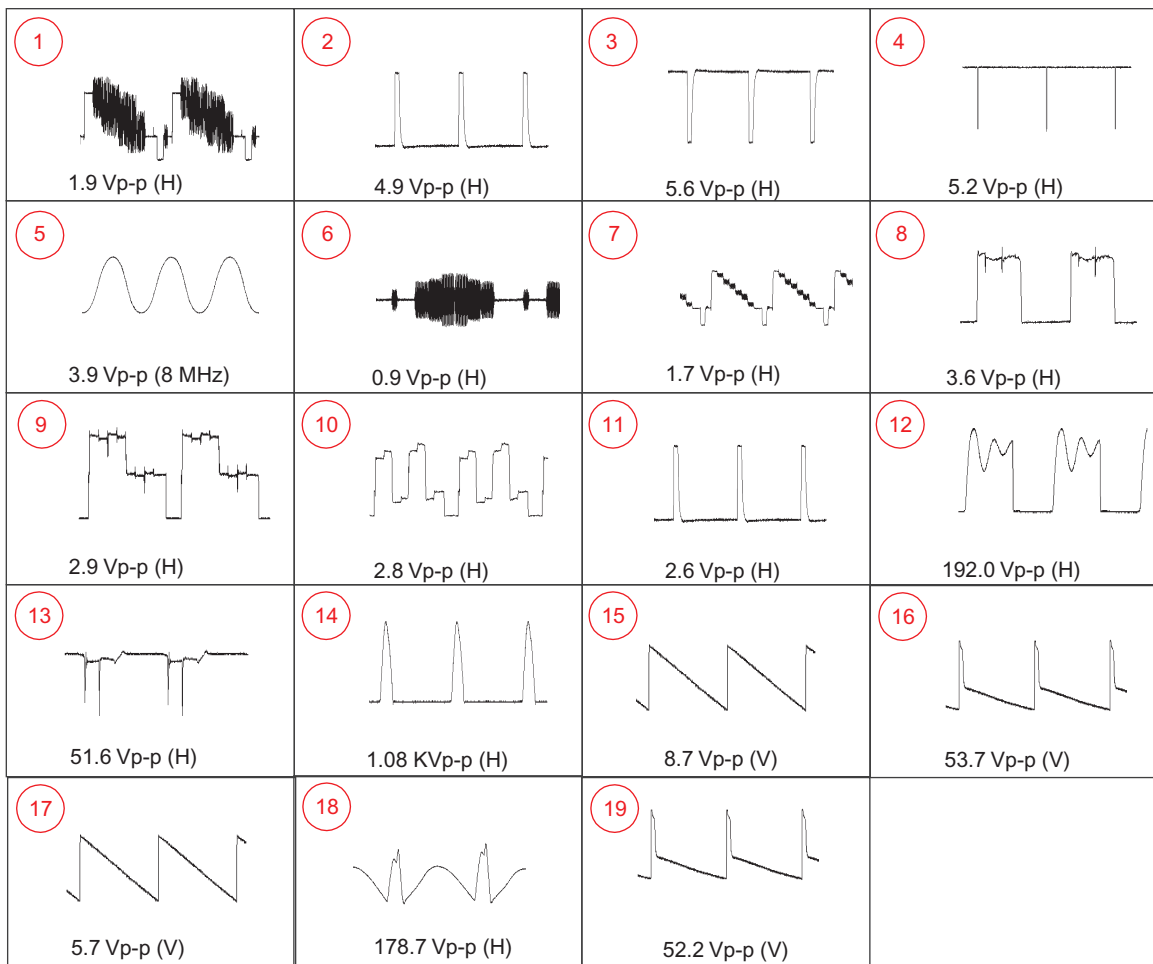 1 2 3 4
1.9 Vp-p (H) 4.9 Vp-p (H) 5.6 Vp-p (H) 5.2 Vp-p (H)
5 6 7 8
3.9 Vp-p (8 MHz) 0.9 Vp-p (H) 1.7 Vp-p (H) 3.6 Vp-p (H)
9 10 11 12
2.9 Vp-p (H) 2.8 Vp-p (H) 2.6 Vp-p (H) 192.0 Vp-p (H)
13 14 15 16
51.6 Vp-p (H) 1.08 KVp-p (H) 8.7 Vp-p (V) 53.7 Vp-p (V)
17 18 19
5.7 Vp-p (V) 178.7 Vp-p (H) 52.2 Vp-p (V)